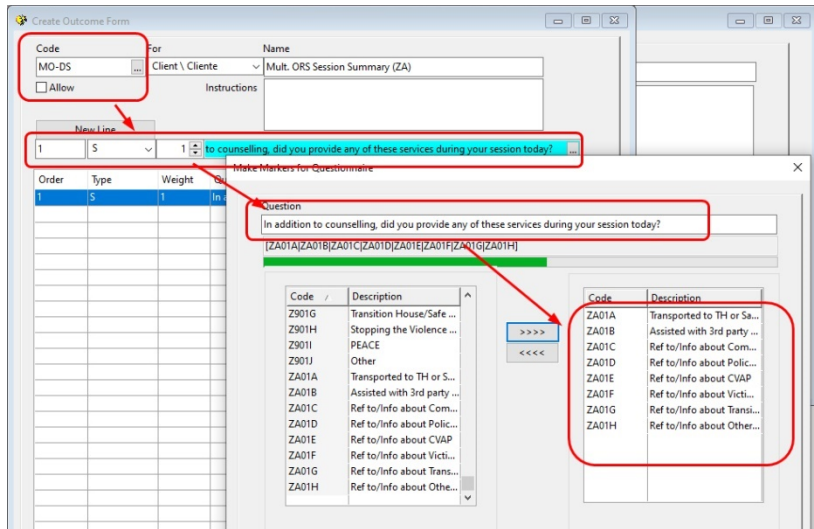 Create Outcome Form
Code For Name
MO-DS ... Client \ Cliente Mult. ORS Session Summary (ZA)
Allow Instructions
New Line
1 S 1 to counselling, did you provide any of these services during your session today? ...
Order Type Weight
1 S 1 In a
Make Markers for Questionnaire
Question
In addition to counselling, did you provide any of these services during your session today?
[ZA01A|ZA01B|ZA01C|ZA01D|ZA01E|ZA01F|ZA01G|ZA01H]
Code Description
Z901G Transition House/Safe ...
Z901H Stopping the Violence ...
Z901I PEACE
Z901J Other
ZA01A Transported to TH or S...
ZA01B Assisted with 3rd party ...
ZA01C Ref to/Info about Com...
ZA01D Ref to/Info about Polic...
ZA01E Ref to/Info about CVAP
ZA01F Ref to/Info about Victi...
ZA01G Ref to/Info about Trans...
ZA01H Ref to/Info about Othe...
>>>>
<<<<
Code Description
ZA01A Transported to TH or Sa...
ZA01B Assisted with 3rd party ...
ZA01C Ref to/Info about Com...
ZA01D Ref to/Info about Polic...
ZA01E Ref to/Info about CVAP
ZA01F Ref to/Info about Victi...
ZA01G Ref to/Info about Transi...
ZA01H Ref to/Info about Other...